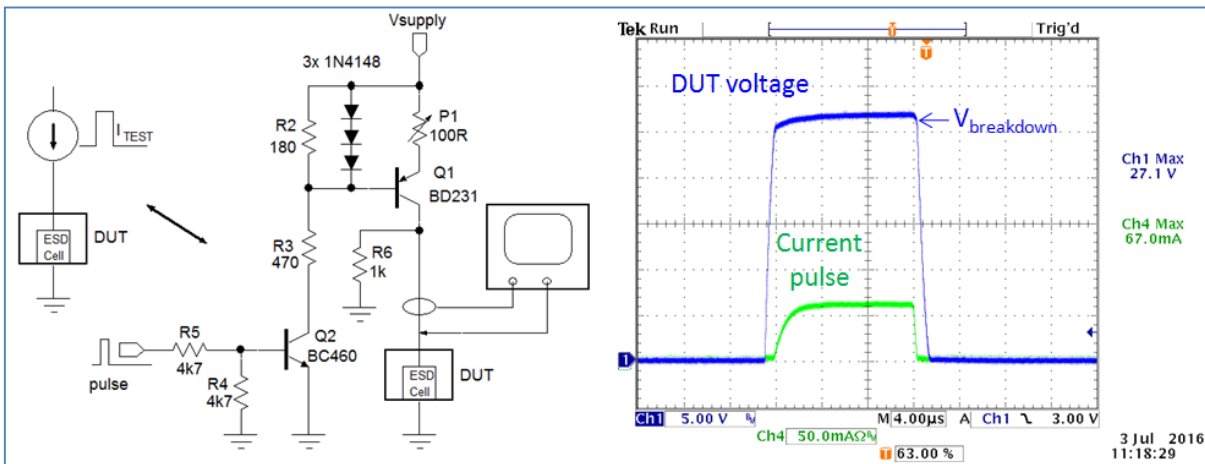 Vsupply
3x 1N4148
P1
100R
R2
180
I TEST
Q1
BD231
ESD
Cell
DUT
R3
470
R6
1k
Q2
BC460
R5
4k7
pulse
R4
4k7
ESD
Cell
DUT
Tek Run
Trig'd
T
T
DUT voltage
Vbreakdown
Ch1 Max
27.1 V
Ch4 Max
67.0mA
Current
pulse
1
Ch1 5.00 V M 4.00µs A Ch1 3.00 V
Ch4 50.0mAΩ
T 63.00 %
3 Jul 2016
11:18:29